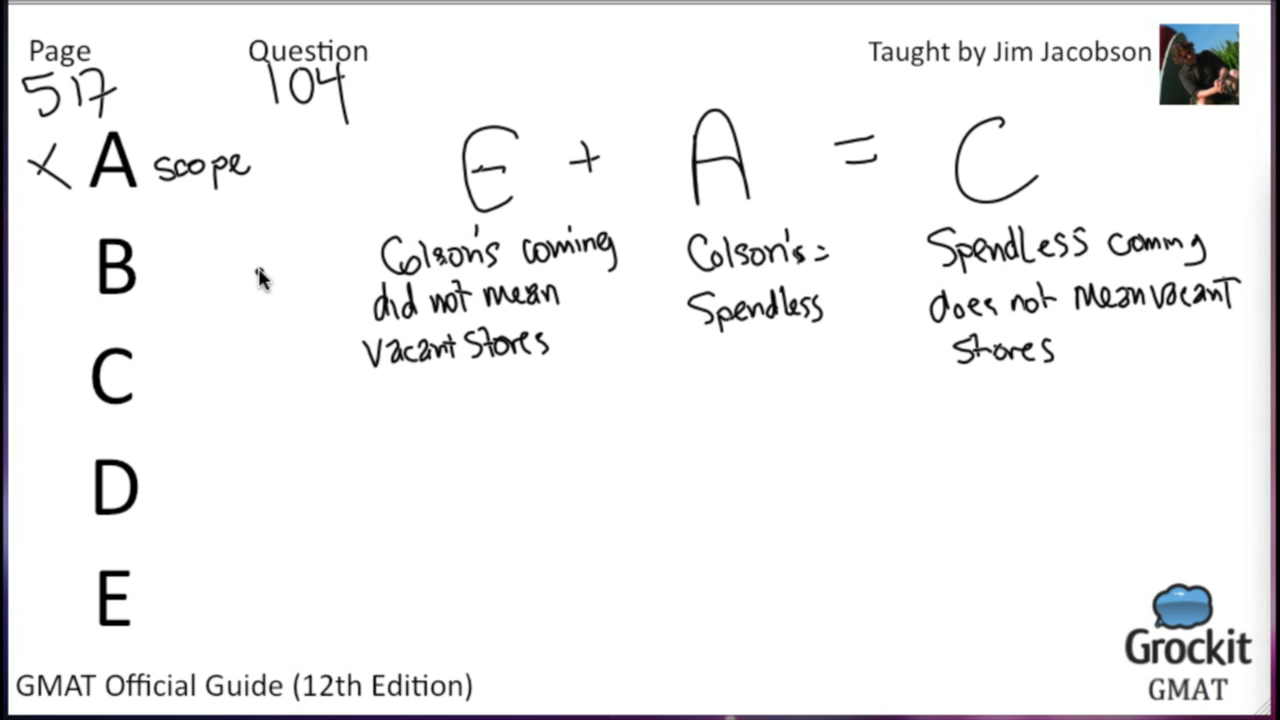 Page Question Taught by Jim Jacobson
517 104
x A scope E + A = C
B Colson's coming Colson's = Spendless coming
did not mean Spendless does not mean vacant
vacant stores stores
C
D
E
Grockit
GMAT
GMAT Official Guide (12th Edition)